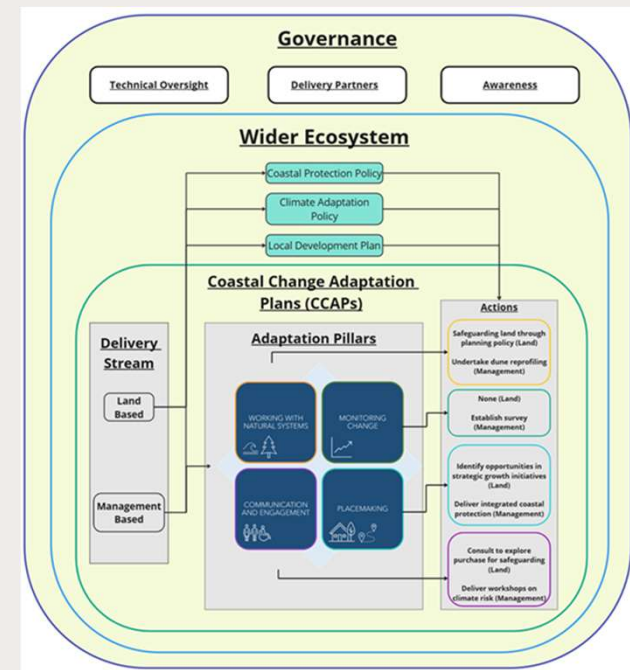 Governance
Technical Oversight
Delivery Partners
Awareness
Wider Ecosystem
Coastal Protection Policy
Climate Adaptation
Policy
Local Development Plan
Coastal Change Adaptation
Plans (CCAPs)
Delivery
Stream
Land
Based
Management
Based
Adaptation Pillars
WORKING WITH
NATURAL SYSTEMS
MONITORING
CHANGE
COMMUNICATION
AND ENGAGEMENT
PLACEMAKING
Actions
Safeguarding land through
planning policy (Land)
Undertake dune reprofiling
(Management)
None (Land)
Establish survey
(Management)
Identify opportunities in
strategic growth initiatives
(Land)
Deliver integrated coastal
protection (Management)
Consult to explore
purchase for safeguarding
(Land)
Deliver workshops on
climate risk (Management)